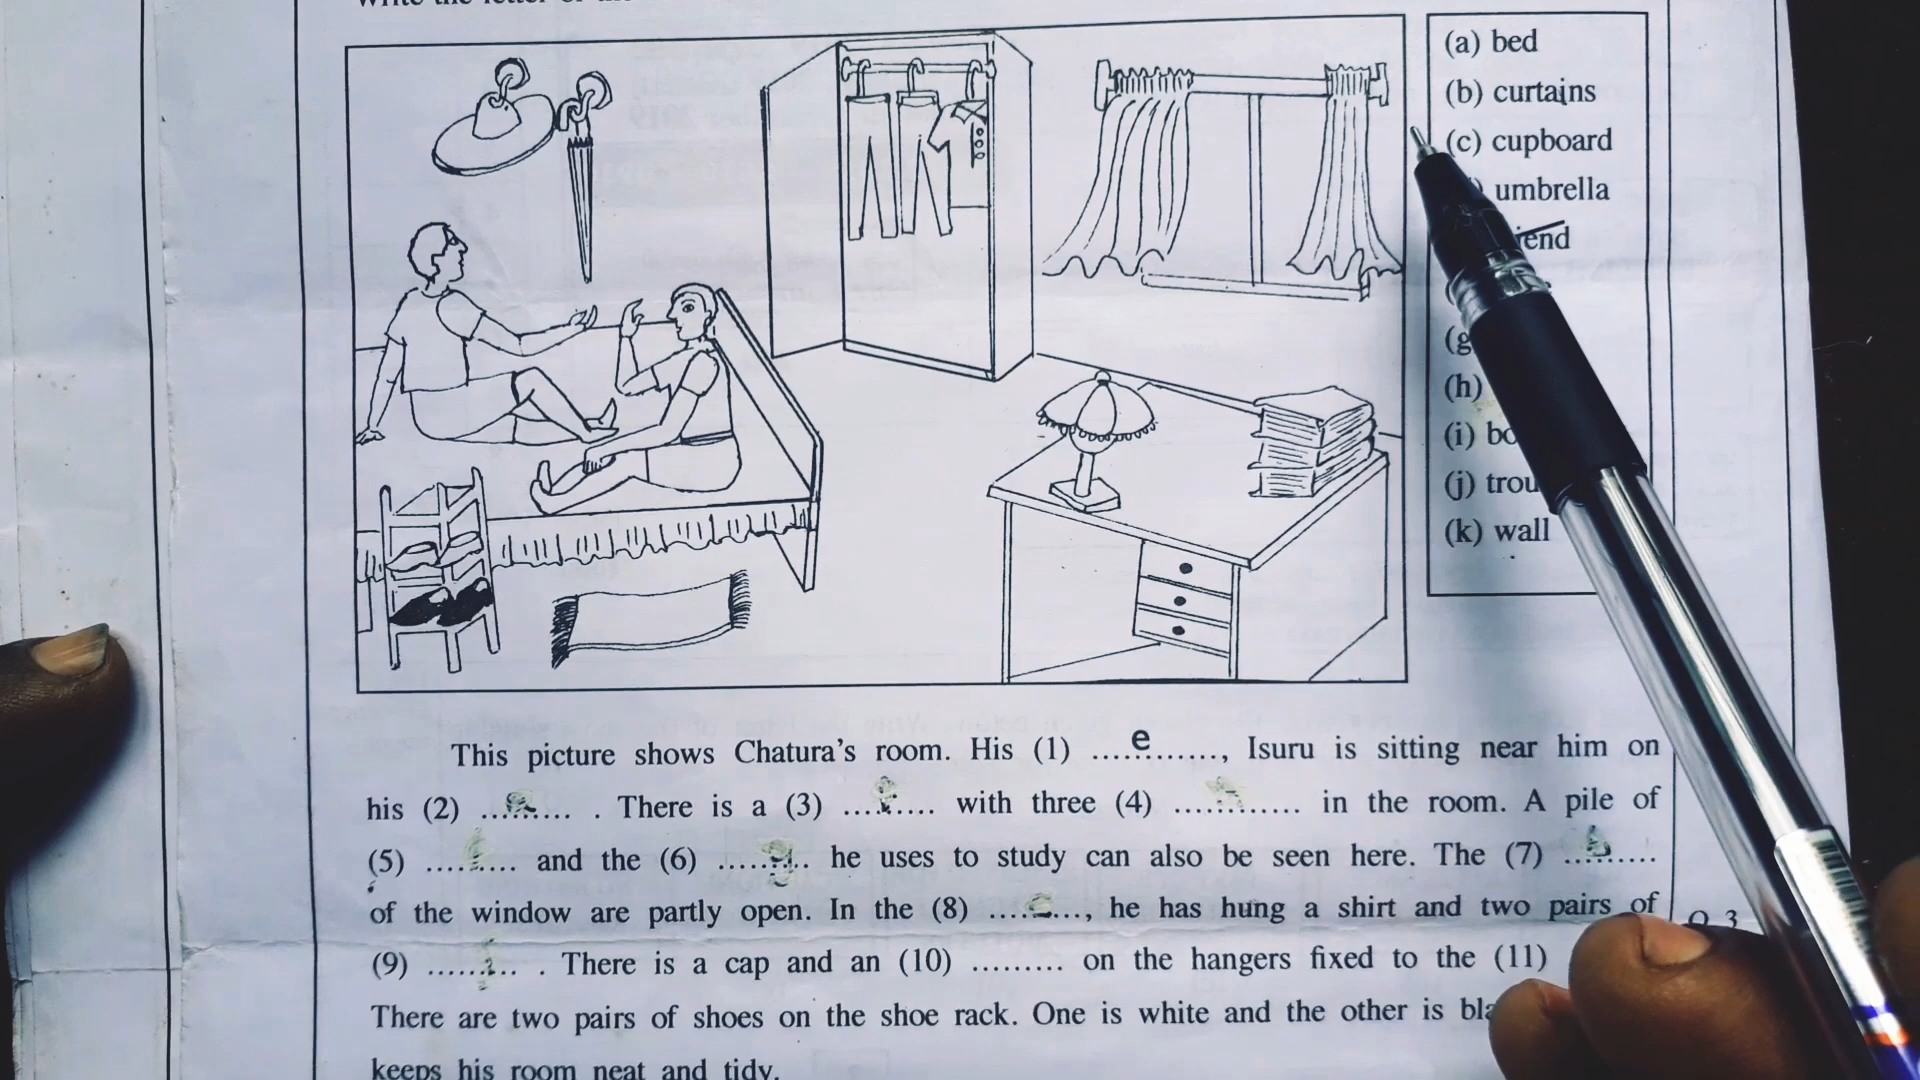 (a) bed
(b) curtains
(c) cupboard
umbrella
iend
(g
(h)
(i) bo
(j) trou
(k) wall
This picture shows Chatura's room. His (1) ....e......, Isuru is sitting near him on
his (2) ......... . There is a (3) ......... with three (4) ............ in the room. A pile of
(5) ......... and the (6) ......... he uses to study can also be seen here. The (7) .........
of the window are partly open. In the (8) ....c...., he has hung a shirt and two pairs of
(9) ......... . There is a cap and an (10) ......... on the hangers fixed to the (11)
There are two pairs of shoes on the shoe rack. One is white and the other is bla
keeps his room neat and tidy.